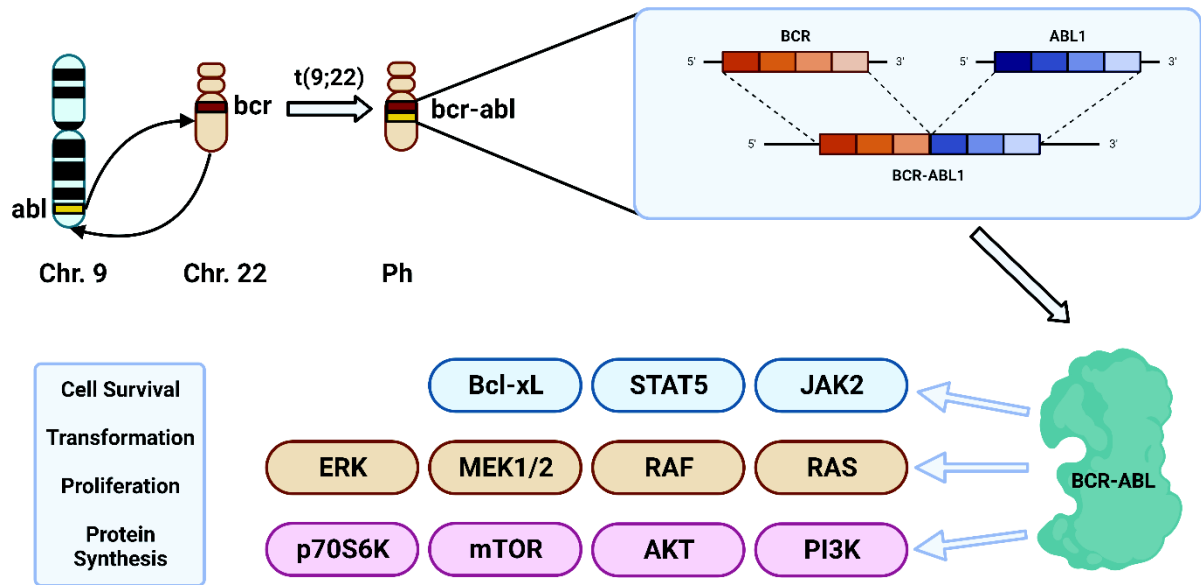 t(9;22)
bcr
bcr-abl
abl
Chr. 9
Chr. 22
Ph
BCR
ABL1
5'
3'
5'
3'
5'
3'
BCR-ABL1
Cell Survival
Transformation
Proliferation
Protein
Synthesis
Bcl-xL
STAT5
JAK2
ERK
MEK1/2
RAF
RAS
p70S6K
mTOR
AKT
PI3K
BCR-ABL